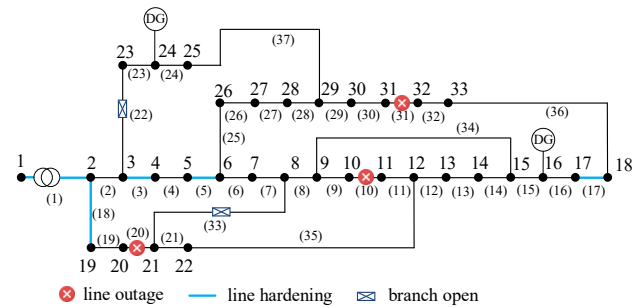 DG
23 24 25 (37)
(23) (24)
26 27 28 29 30 31 32 33
(22)
(26) (27) (28) (29) (30) (31) (32)
(36)
(25)
(34)
DG
1 2 3 4 5 6 7 8 9 10 11 12 13 14 15 16 17 18
(1) (2) (3) (4) (5) (6) (7) (8) (9) (10) (11) (12) (13) (14) (15) (16) (17)
(18)
(33)
(19) (20) (21) (35)
19 20 21 22
line outage line hardening branch open